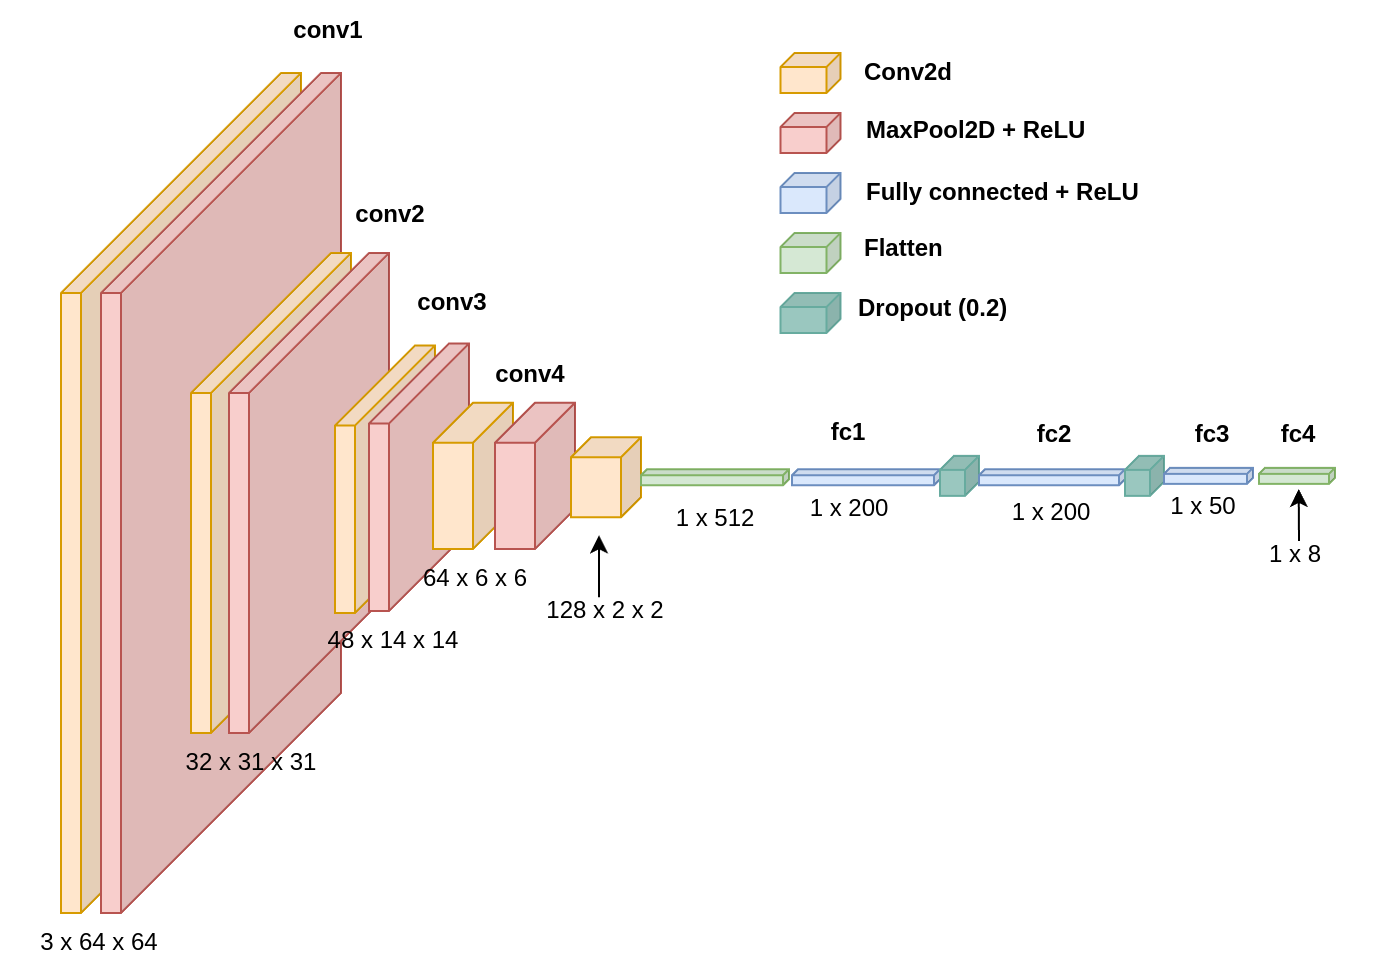 conv1
Conv2d
MaxPool2D + ReLU
Fully connected + ReLU
Flatten
Dropout (0.2)
conv2
conv3
conv4
fc1
fc2
fc3
fc4
1 x 512
1 x 200
1 x 200
1 x 50
1 x 8
64 x 6 x 6
128 x 2 x 2
48 x 14 x 14
32 x 31 x 31
3 x 64 x 64